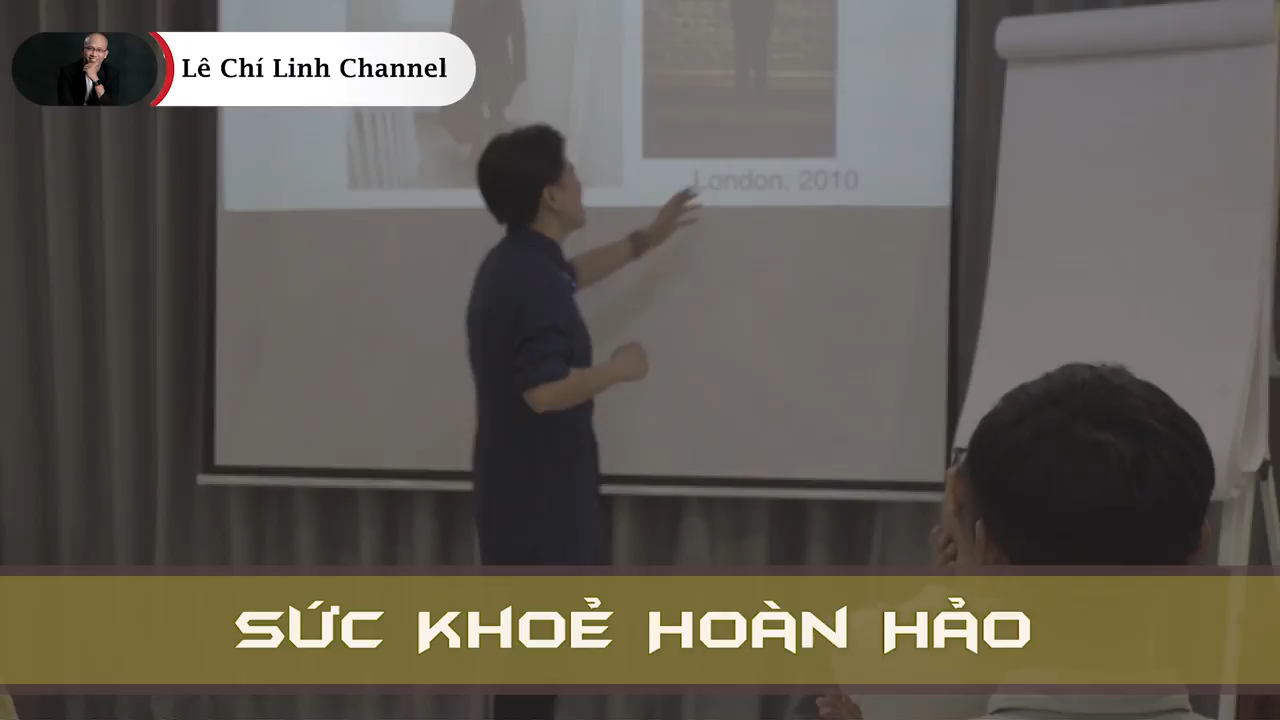 Lê Chí Linh Channel
London, 2010
SỨC KHOẺ HOÀN HẢO